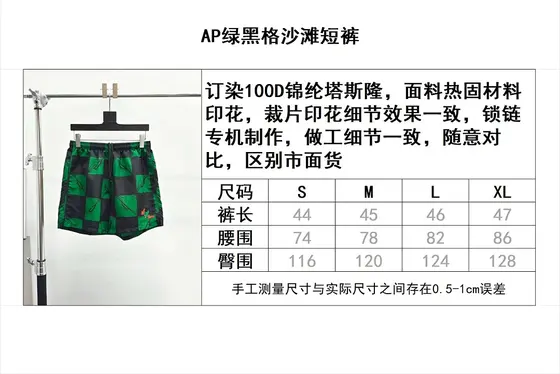 AP绿黑格沙滩短裤
订染100D锦纶塔斯隆，面料热固材料
印花，裁片印花细节效果一致，锁链
专机制作，做工细节一致，随意对
比，区别市面货
尺码 S M L XL
裤长 44 45 46 47
腰围 74 78 82 86
臀围 116 120 124 128
手工测量尺寸与实际尺寸之间存在0.5-1cm误差